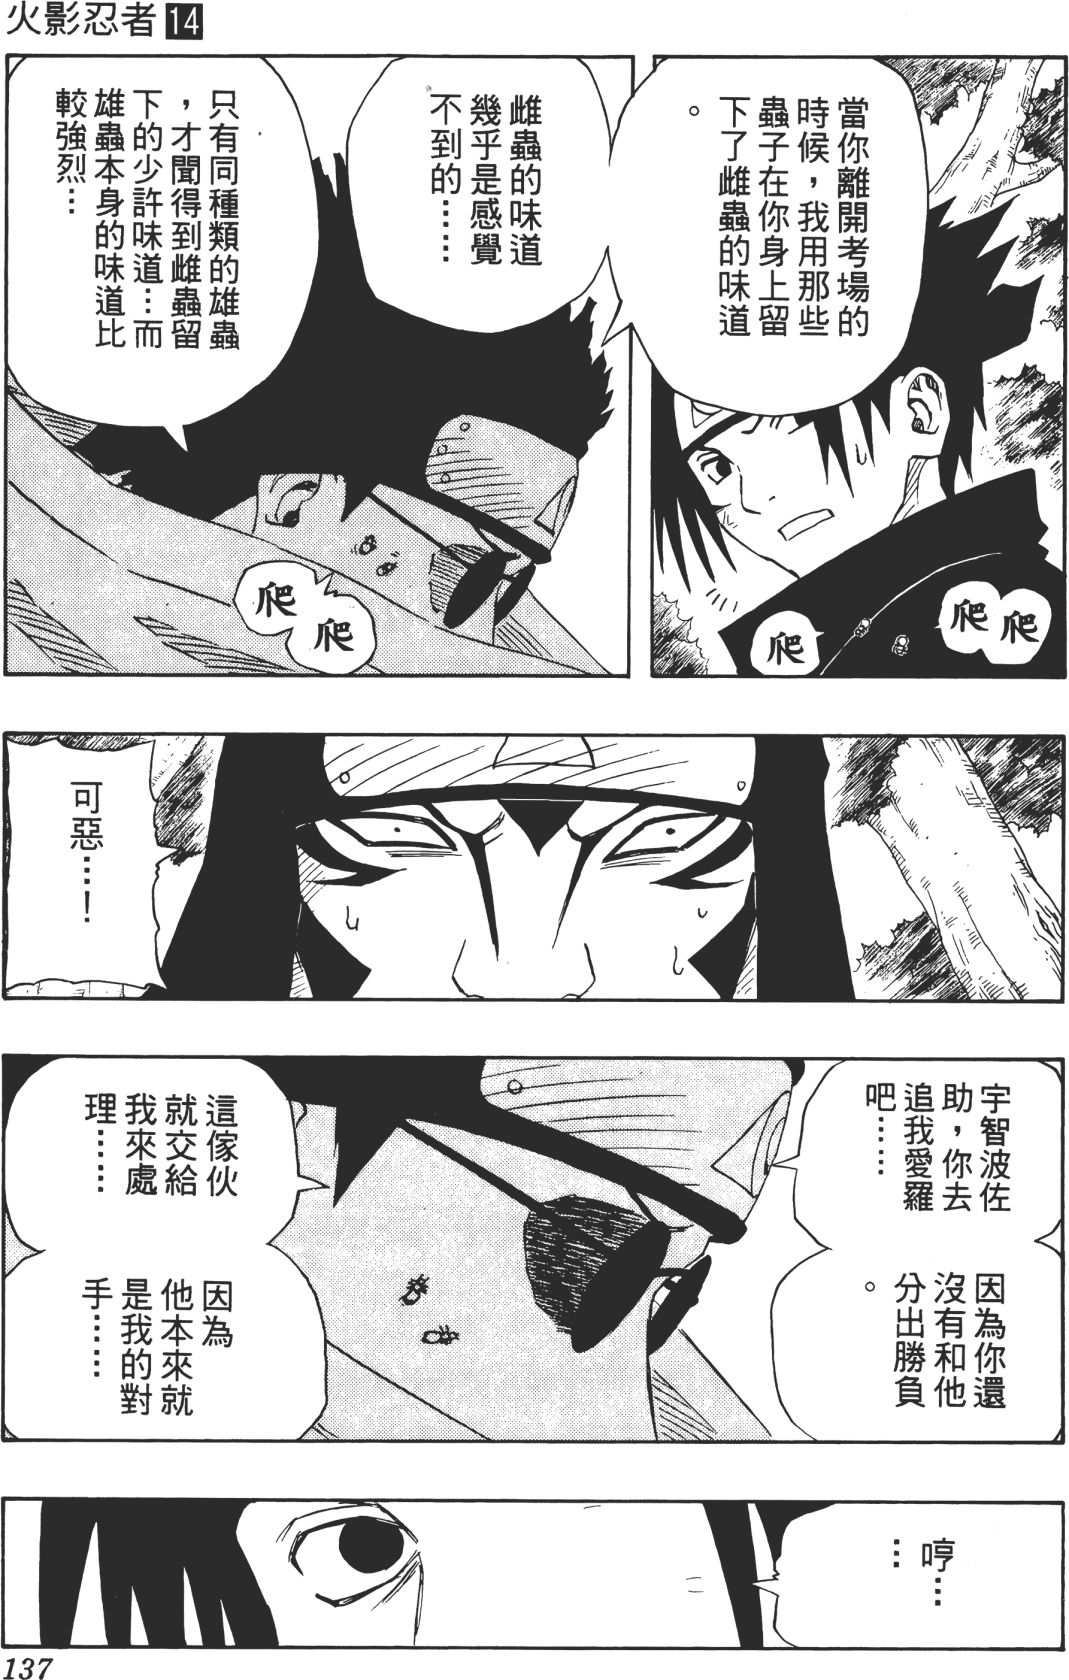 火影忍者 14
當你離開考場的
時候，我用那些
蟲子在你身上留
下了雌蟲的味道
。
雌蟲的味道
幾乎是感覺
不到的……
只有同種類的雄蟲
，才聞得到雌蟲留
下的少許味道…而
雄蟲本身的味道比
較強烈…
爬
爬
爬
爬
爬
可惡…！
宇智波佐
助，你去
追我愛羅
吧……
因為你還
沒有和他
分出勝負
。
這傢伙
就交給
我來處
理……
因為
他本來就
是我的對
手……
哼…
…
137